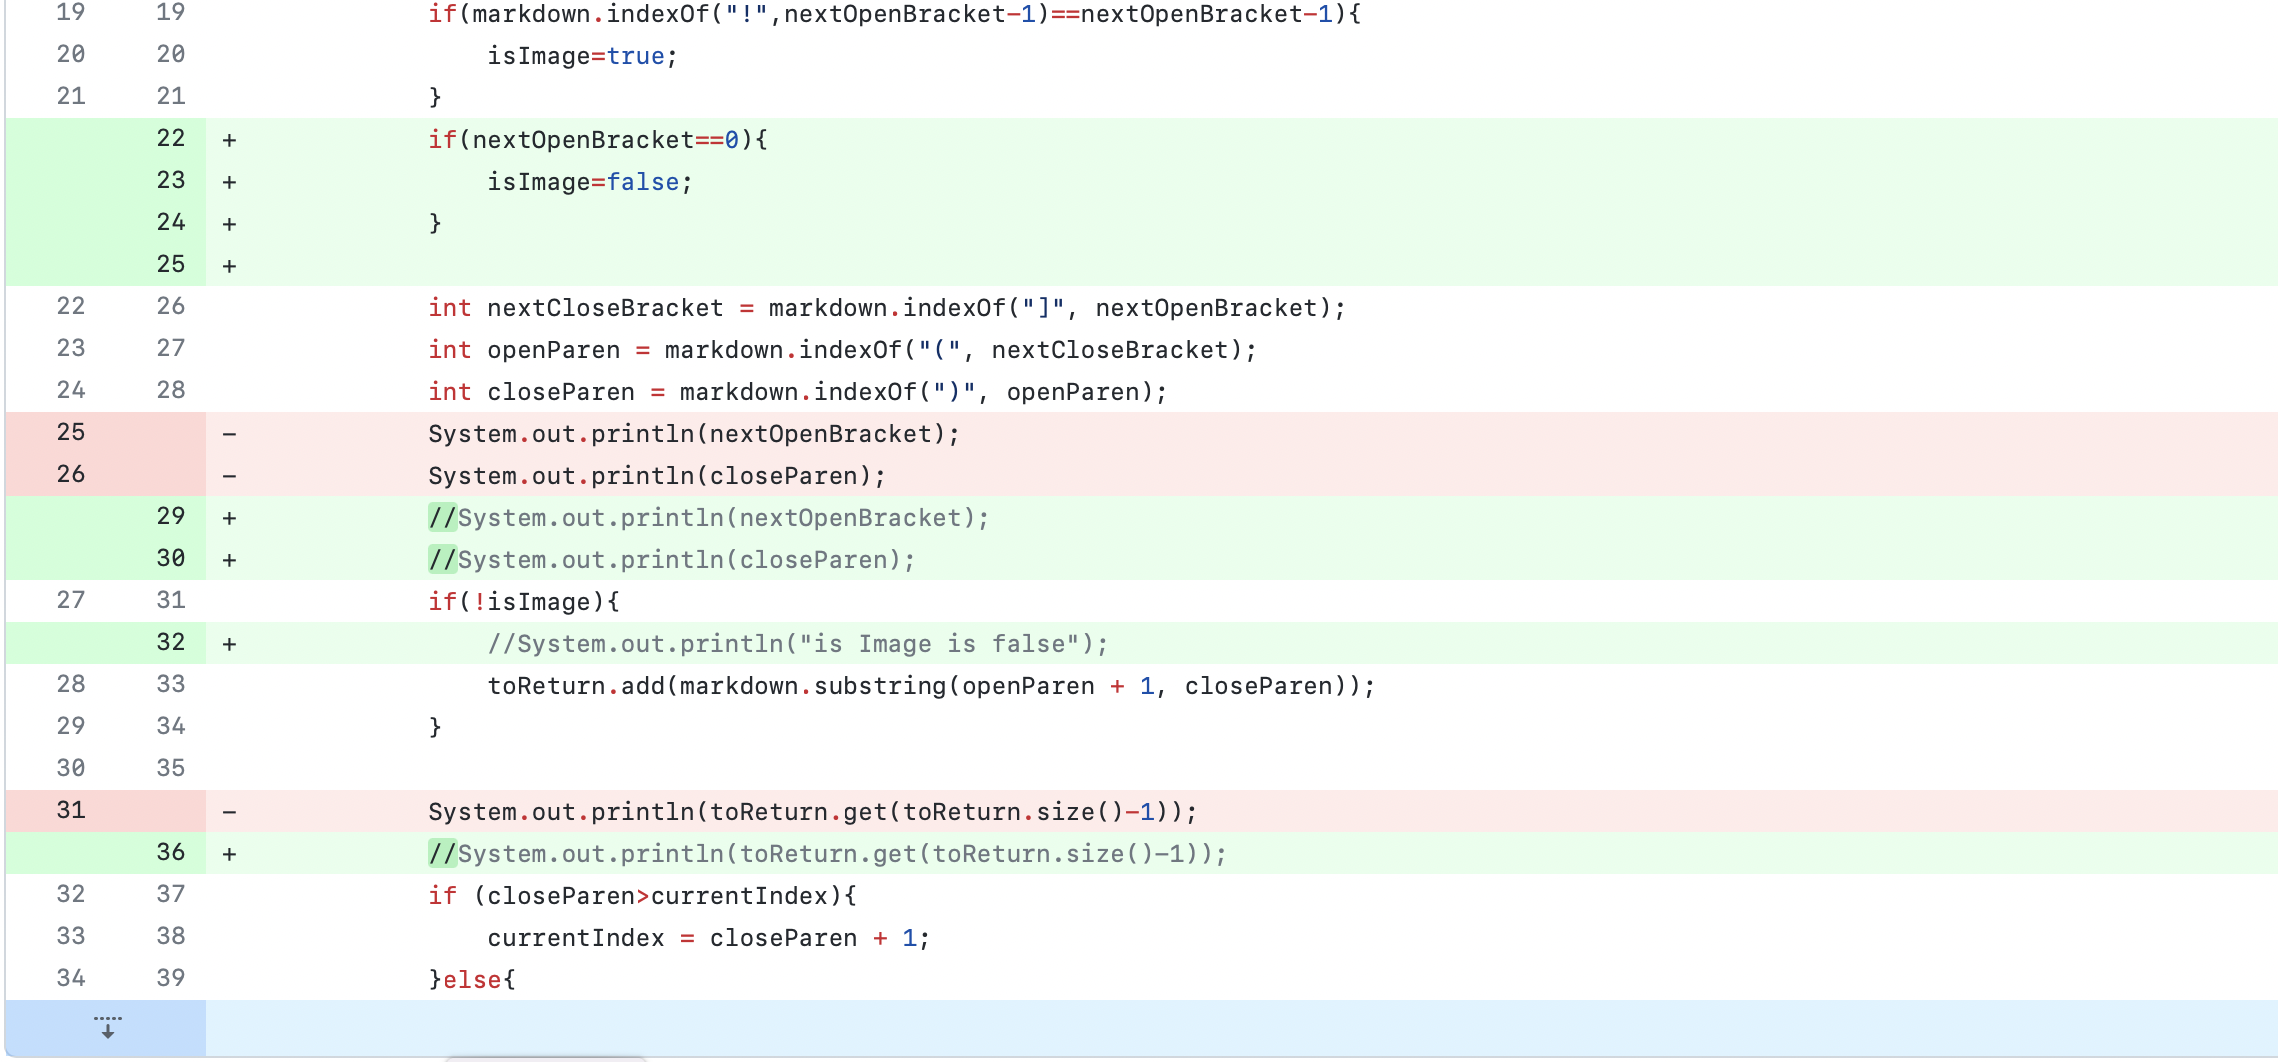 19 19 if(markdown.indexOf("!",nextOpenBracket-1)==nextOpenBracket-1){
20 20 isImage=true;
21 21 }
22 + if(nextOpenBracket==0){
23 + isImage=false;
24 + }
25 +
22 26 int nextCloseBracket = markdown.indexOf("]", nextOpenBracket);
23 27 int openParen = markdown.indexOf("(", nextCloseBracket);
24 28 int closeParen = markdown.indexOf(")", openParen);
25 - System.out.println(nextOpenBracket);
26 - System.out.println(closeParen);
29 + //System.out.println(nextOpenBracket);
30 + //System.out.println(closeParen);
27 31 if(!isImage){
32 + //System.out.println("is Image is false");
28 33 toReturn.add(markdown.substring(openParen + 1, closeParen));
29 34 }
30 35
31 - System.out.println(toReturn.get(toReturn.size()-1));
36 + //System.out.println(toReturn.get(toReturn.size()-1));
32 37 if (closeParen>currentIndex){
33 38 currentIndex = closeParen + 1;
34 39 }else{